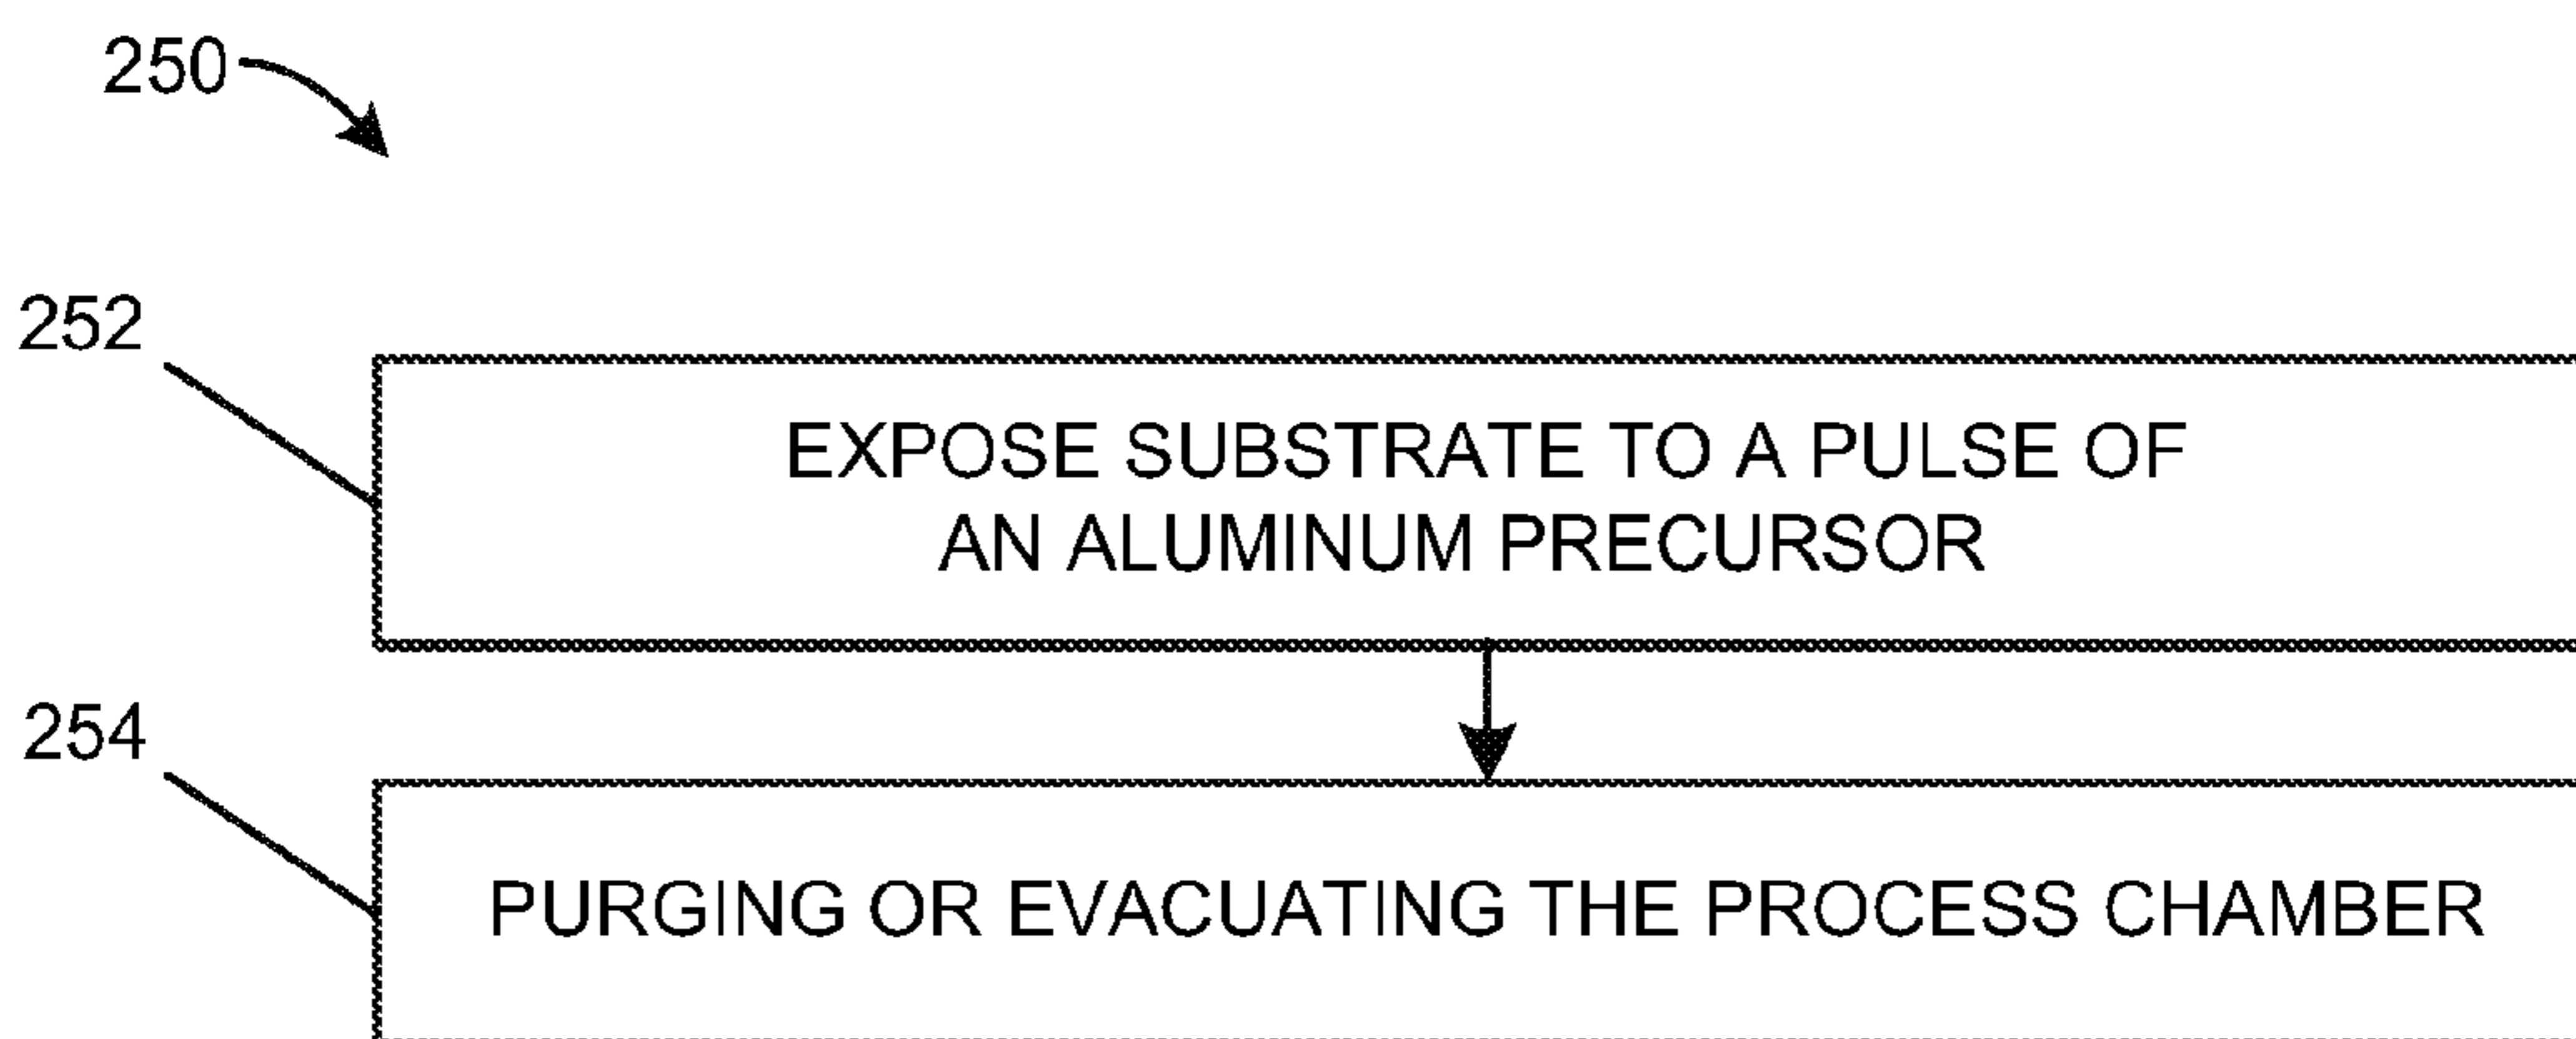 250
252
EXPOSE SUBSTRATE TO A PULSE OF
AN ALUMINUM PRECURSOR
254
PURGING OR EVACUATING THE PROCESS CHAMBER